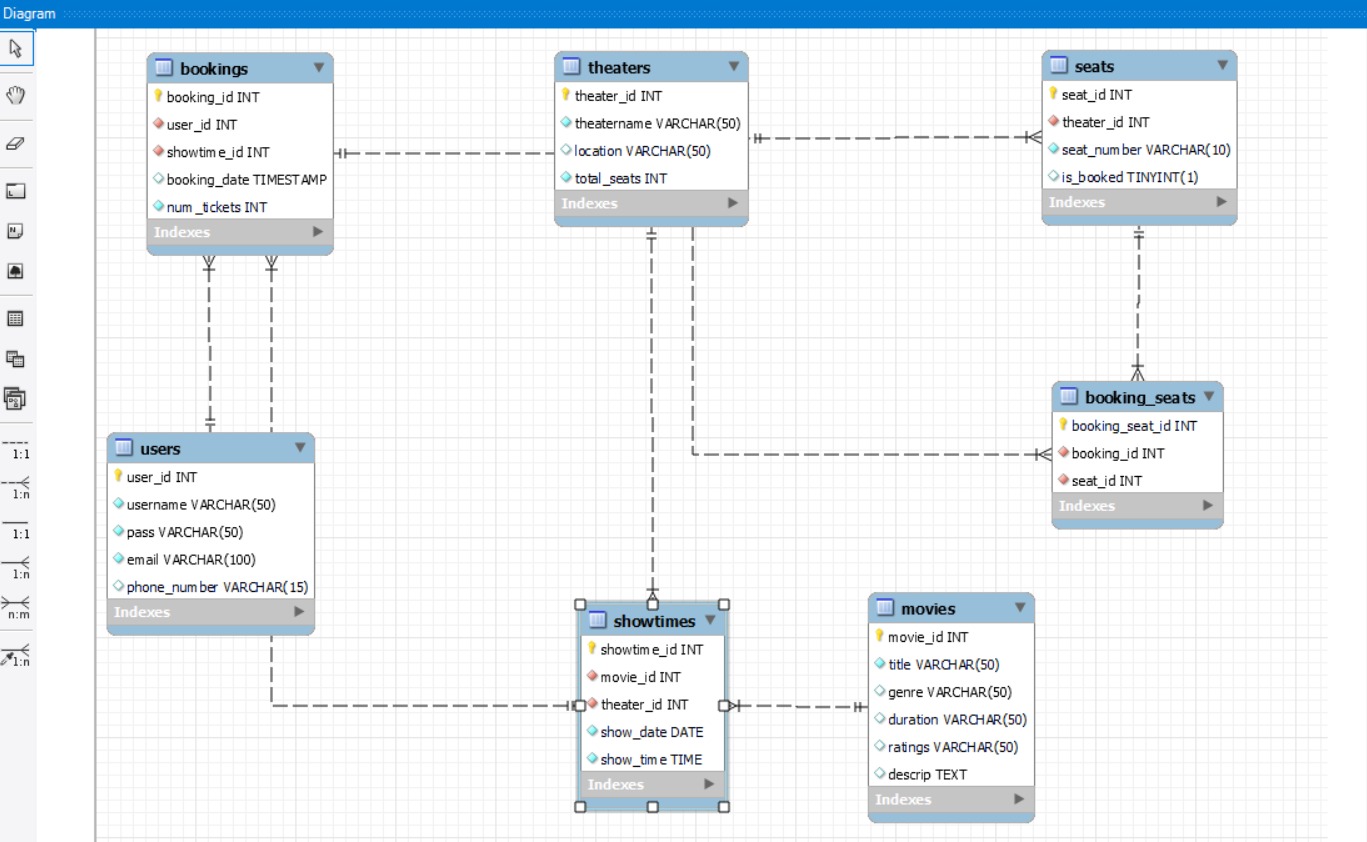 Diagram
bookings
booking_id INT
user_id INT
showtime_id INT
booking_date TIMESTAMP
num_tickets INT
Indexes
theaters
theater_id INT
theatername VARCHAR(50)
location VARCHAR(50)
total_seats INT
Indexes
seats
seat_id INT
theater_id INT
seat_number VARCHAR(10)
is_booked TINYINT(1)
Indexes
booking_seats
booking_seat_id INT
booking_id INT
seat_id INT
Indexes
users
user_id INT
username VARCHAR(50)
pass VARCHAR(50)
email VARCHAR(100)
phone_number VARCHAR(15)
Indexes
showtimes
showtime_id INT
movie_id INT
theater_id INT
show_date DATE
show_time TIME
Indexes
movies
movie_id INT
title VARCHAR(50)
genre VARCHAR(50)
duration VARCHAR(50)
ratings VARCHAR(50)
descrip TEXT
Indexes
1:1
1:n
1:1
1:n
n:m
1:n